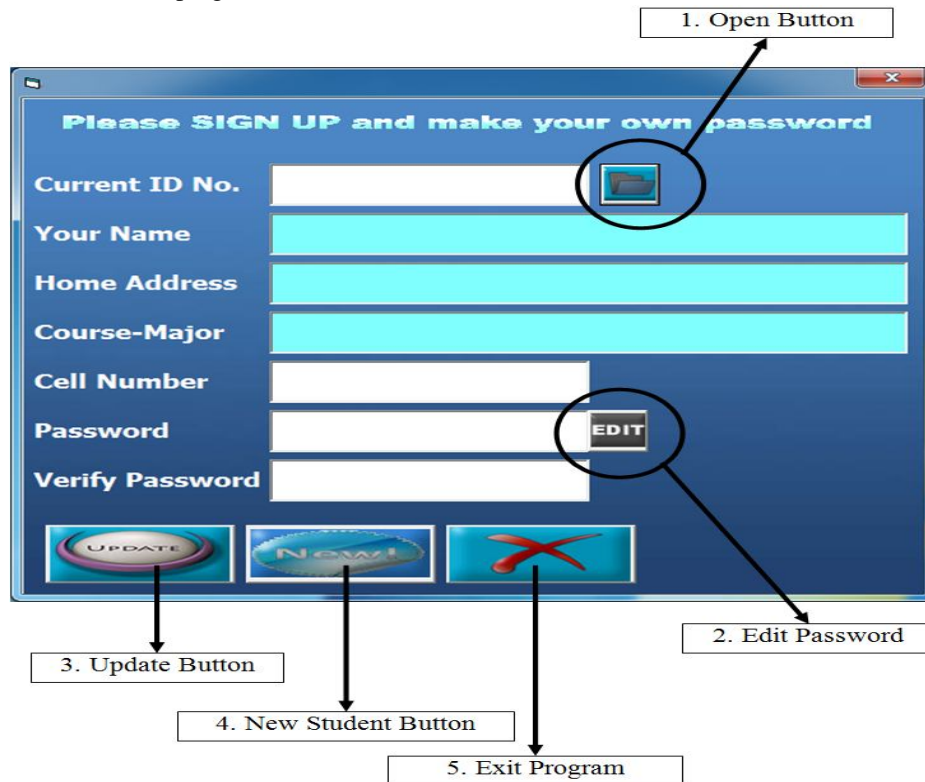 1. Open Button
Please SIGN UP and make your own password
Current ID No.
Your Name
Home Address
Course-Major
Cell Number
Password
EDIT
Verify Password
UPDATE
New!
3. Update Button
2. Edit Password
4. New Student Button
5. Exit Program